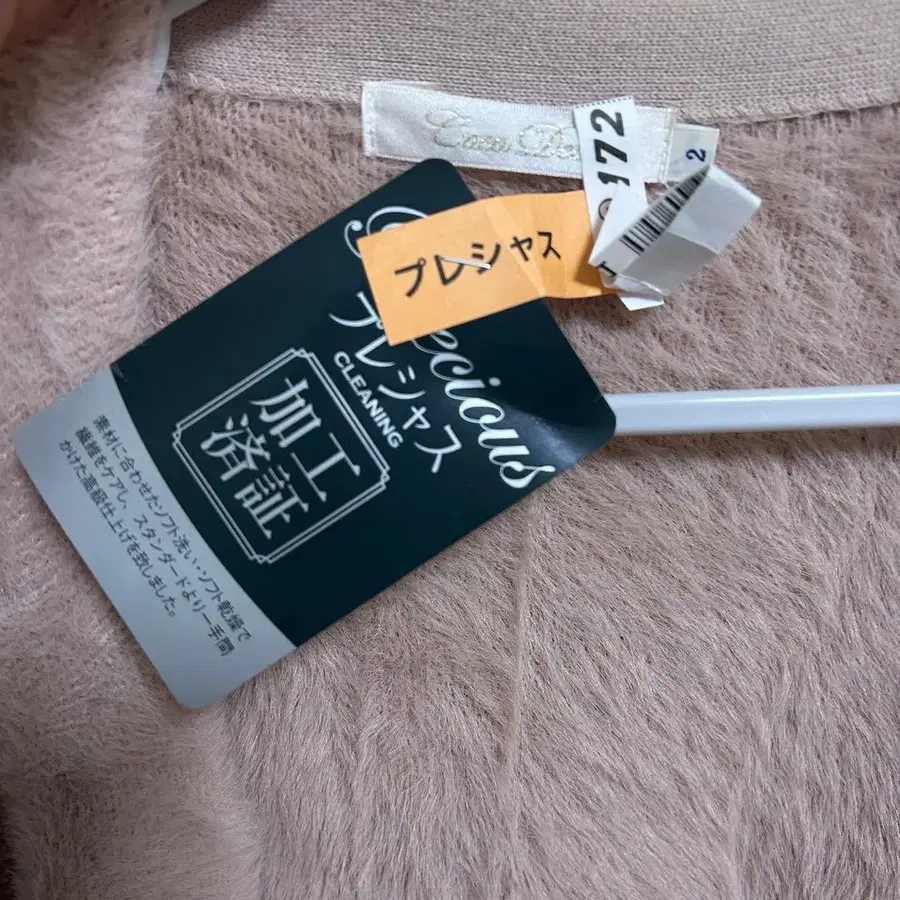 2
172
プレシャス
Precious
プレシャス
CLEANING
加工
済証
素材に合わせたソフト洗い・ソフト乾燥で
繊維をケアし、スタンダードより一手間
かけた高級仕上げを致しました。